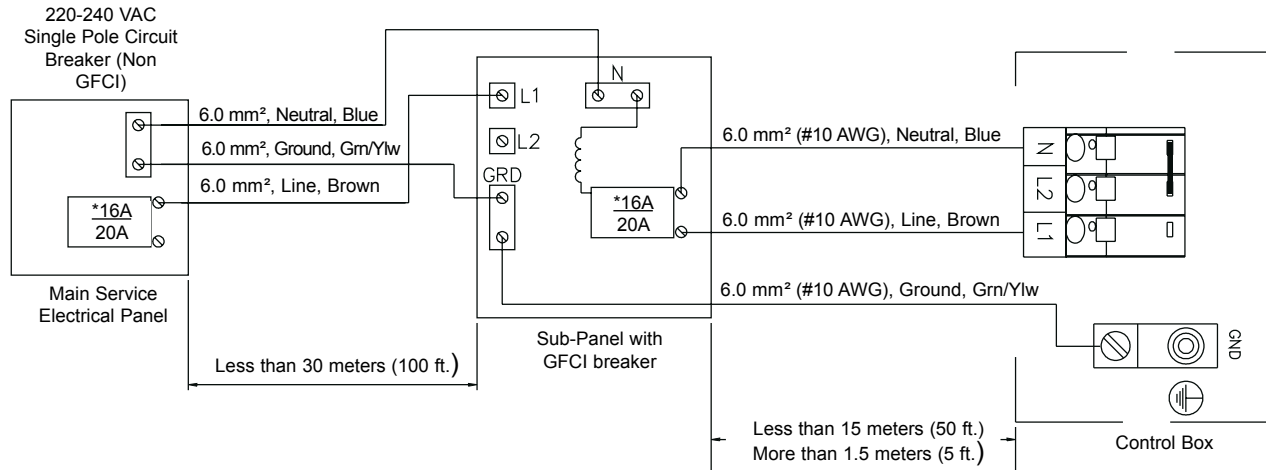 220-240 VAC
Single Pole Circuit
Breaker (Non
GFCI)
6.0 mm², Neutral, Blue
6.0 mm², Ground, Grn/Ylw
6.0 mm², Line, Brown
*16A
20A
Main Service
Electrical Panel
Less than 30 meters (100 ft.)
N
L1
L2
GRD
*16A
20A
Sub-Panel with
GFCI breaker
6.0 mm² (#10 AWG), Neutral, Blue
6.0 mm² (#10 AWG), Line, Brown
6.0 mm² (#10 AWG), Ground, Grn/Ylw
Less than 15 meters (50 ft.)
More than 1.5 meters (5 ft.)
N
L2
L1
GND
Control Box